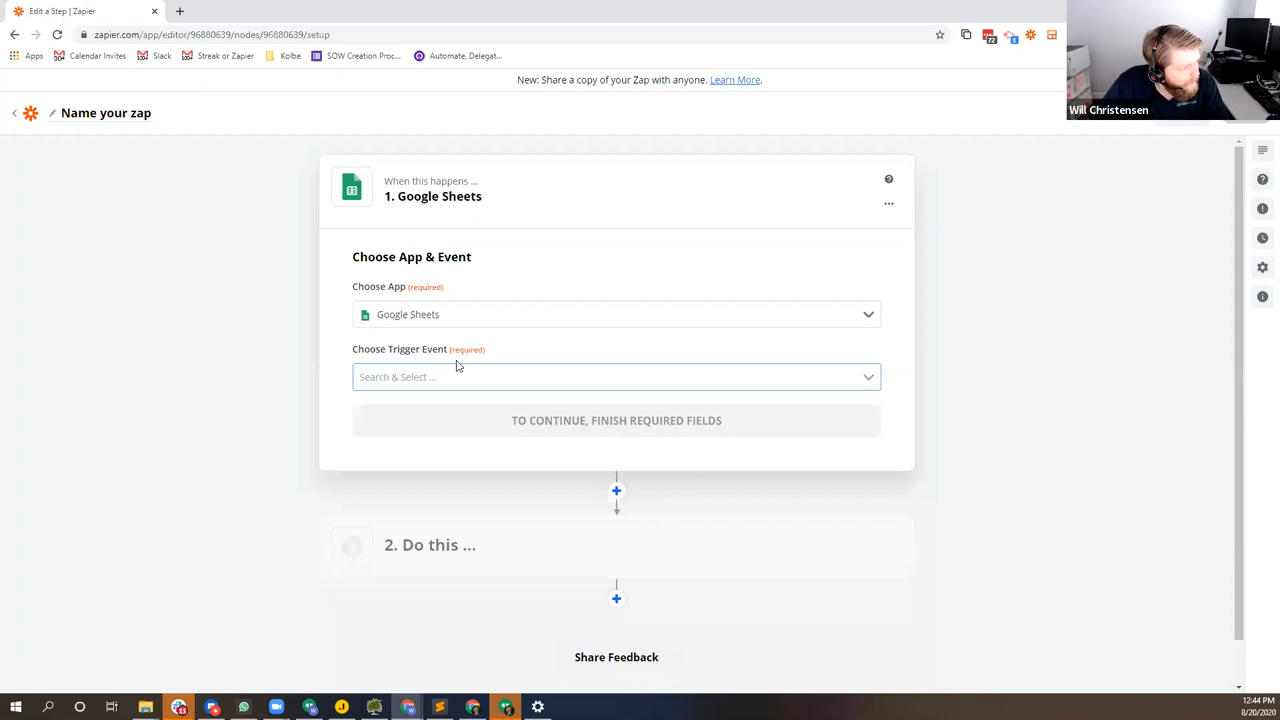 Edit a Step | Zapier
zapier.com/app/editor/96880639/nodes/96880639/setup
72
1
Apps
Calendar Invites
Slack
Streak or Zapier
Kolbe
SOW Creation Proc...
Automate, Delegat...
Will Christensen
New: Share a copy of your Zap with anyone. Learn More.
Name your zap
When this happens ...
1. Google Sheets
Choose App & Event
Choose App (required)
Google Sheets
Choose Trigger Event (required)
Search & Select ...
TO CONTINUE, FINISH REQUIRED FIELDS
2. Do this ...
Share Feedback
12:44 PM
8/20/2020